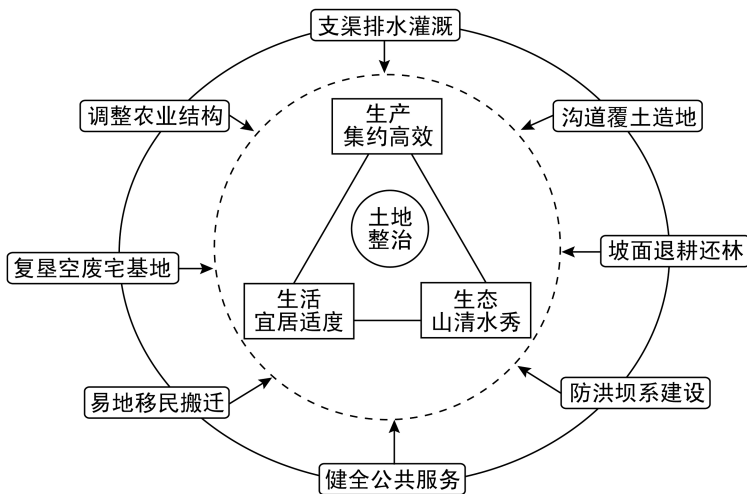 支渠排水灌溉
调整农业结构
沟道覆土造地
生产
集约高效
土地
整治
复垦空废宅基地
坡面退耕还林
生活
宜居适度
生态
山清水秀
易地移民搬迁
防洪坝系建设
健全公共服务